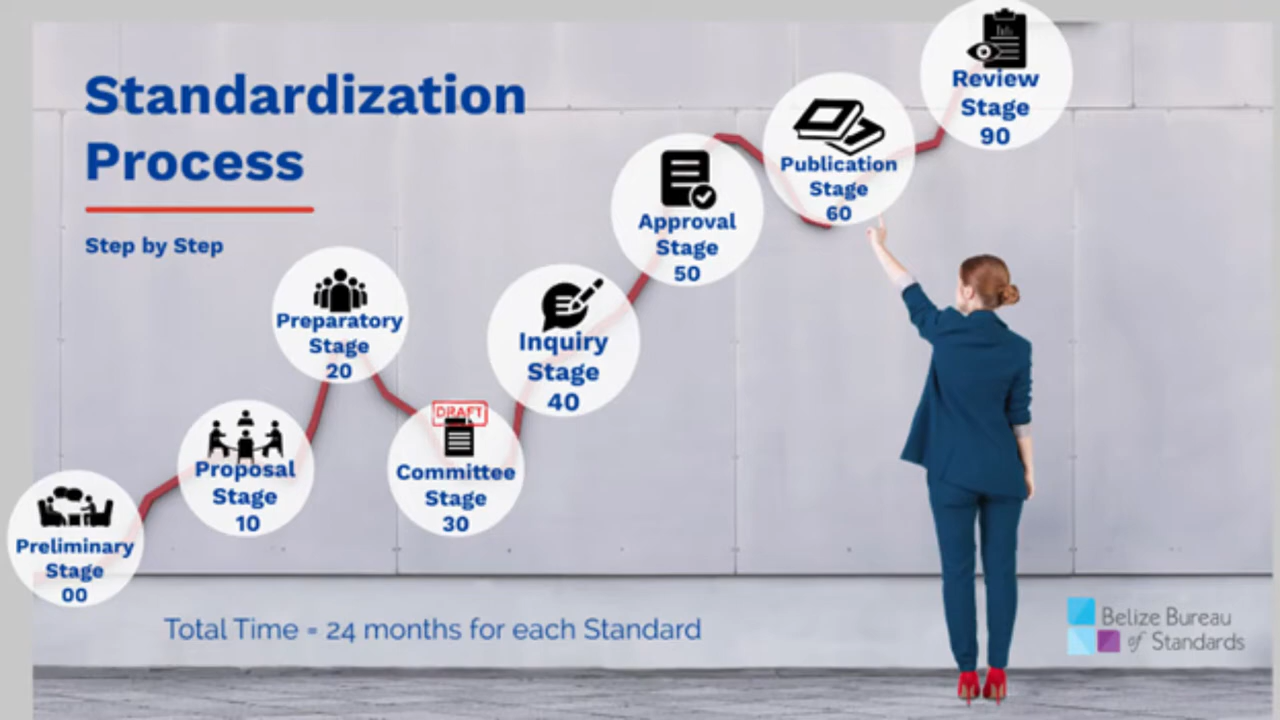 Standardization
Process
Step by Step
Preliminary
Stage
00
Proposal
Stage
10
Preparatory
Stage
20
DRAFT
Committee
Stage
30
Inquiry
Stage
40
Approval
Stage
50
Publication
Stage
60
Review
Stage
90
Total Time = 24 months for each Standard
Belize Bureau
of Standards